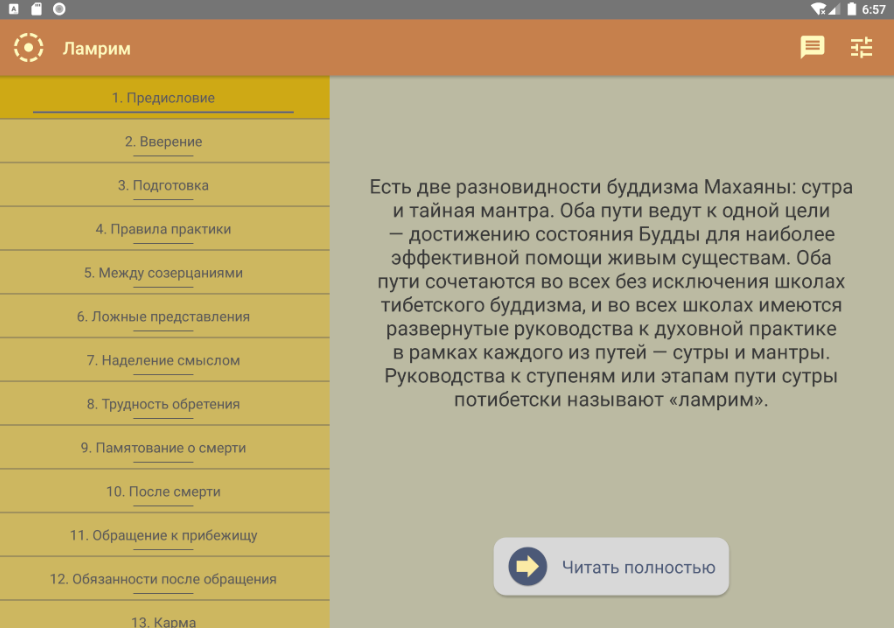 6:57
Ламрим
1. Предисловие
2. Вверение
3. Подготовка
4. Правила практики
5. Между созерцаниями
6. Ложные представления
7. Наделение смыслом
8. Трудность обретения
9. Памятование о смерти
10. После смерти
11. Обращение к прибежищу
12. Обязанности после обращения
13. Карма
Есть две разновидности буддизма Махаяны: сутра
и тайная мантра. Оба пути ведут к одной цели
— достижению состояния Будды для наиболее
эффективной помощи живым существам. Оба
пути сочетаются во всех без исключения школах
тибетского буддизма, и во всех школах имеются
развернутые руководства к духовной практике
в рамках каждого из путей — сутры и мантры.
Руководства к ступеням или этапам пути сутры
потибетски называют «ламрим».
Читать полностью